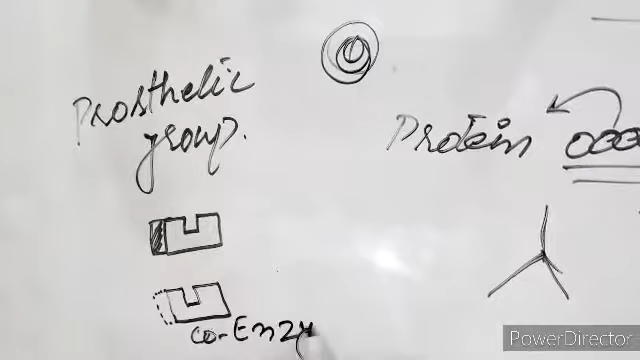 Prosthetic
group.
Protein
co-Enzy
PowerDirector